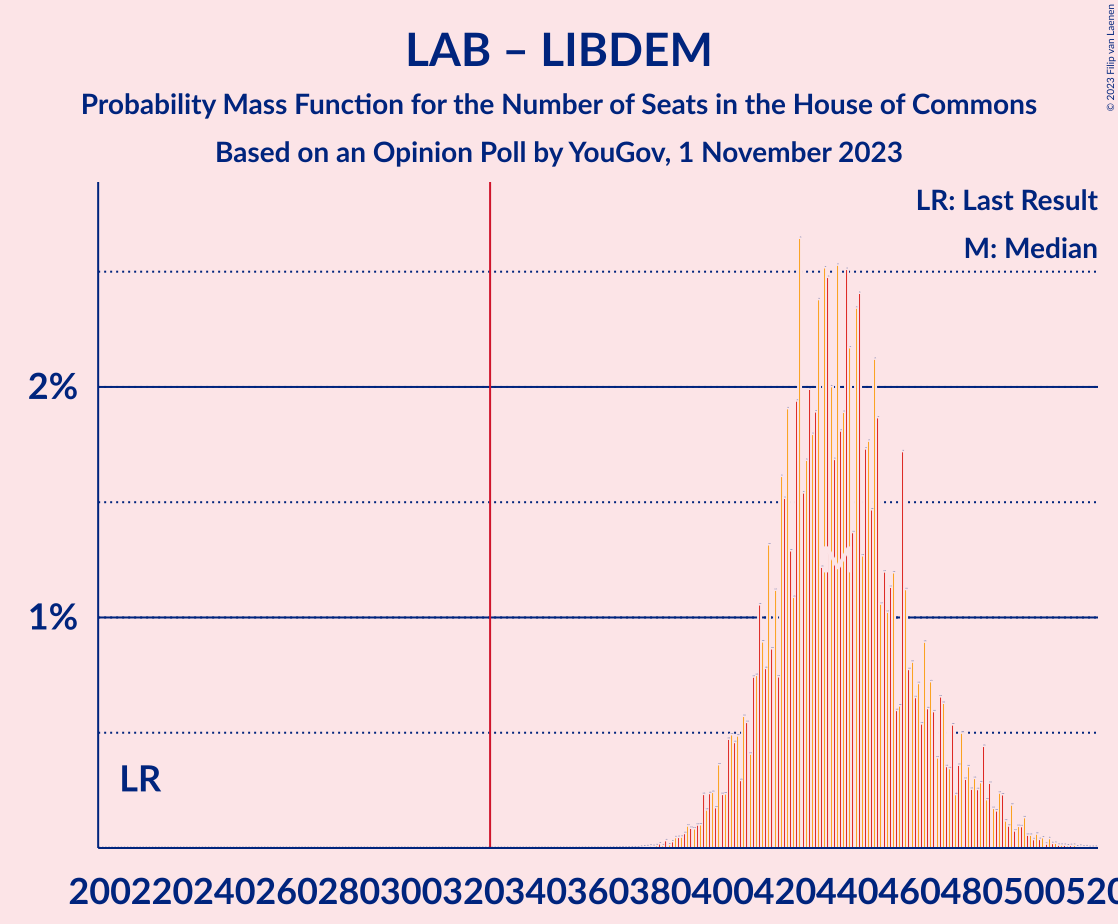 LAB – LIBDEM
Probability Mass Function for the Number of Seats in the House of Commons
Based on an Opinion Poll by YouGov, 1 November 2023
© 2023 Filip van Laenen
LR: Last Result
M: Median
2%
1%
LR
M
200220240260280300320340360380400420440460480500520